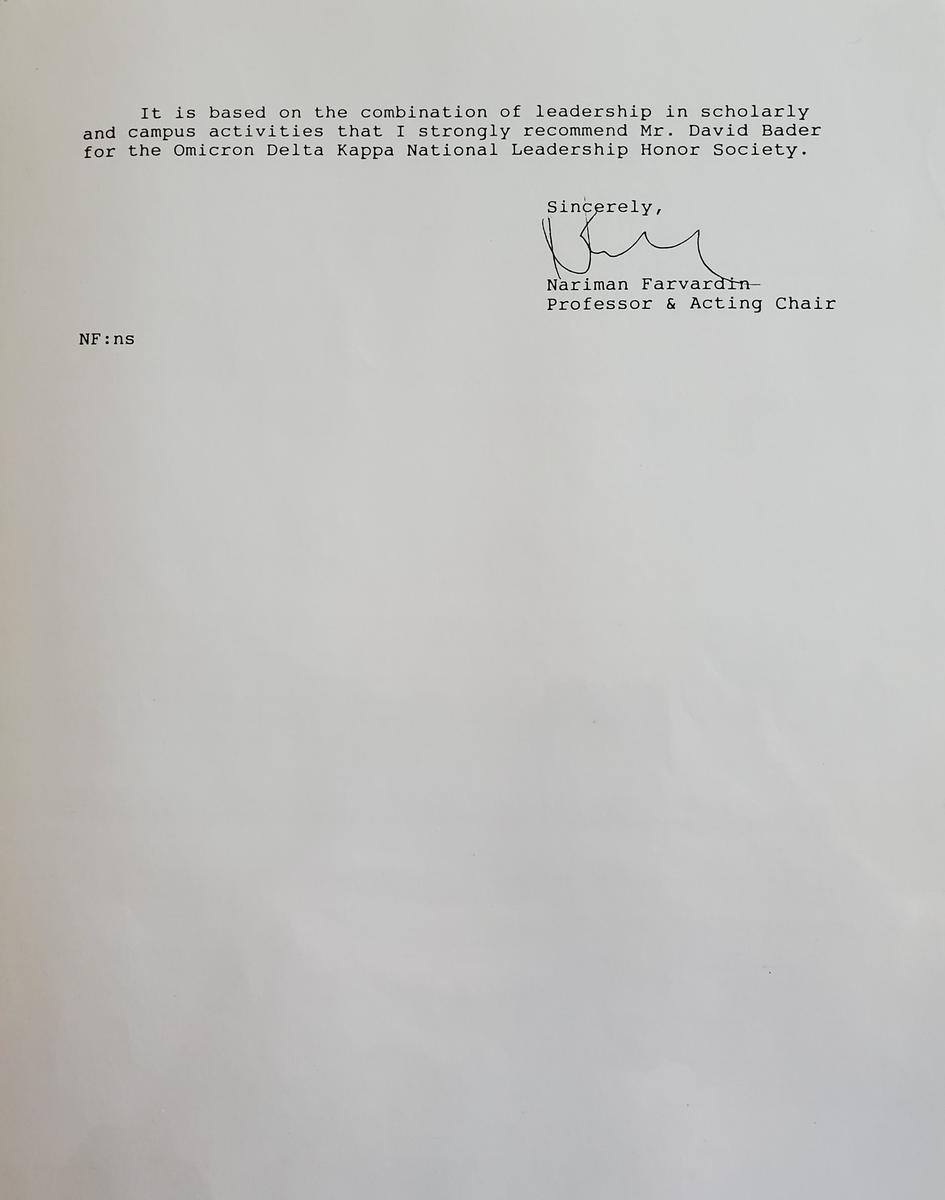 It is based on the combination of leadership in scholarly
and campus activities that I strongly recommend Mr. David Bader
for the Omicron Delta Kappa National Leadership Honor Society.
Sincerely,
Nariman Farvardin
Professor & Acting Chair
NF:ns